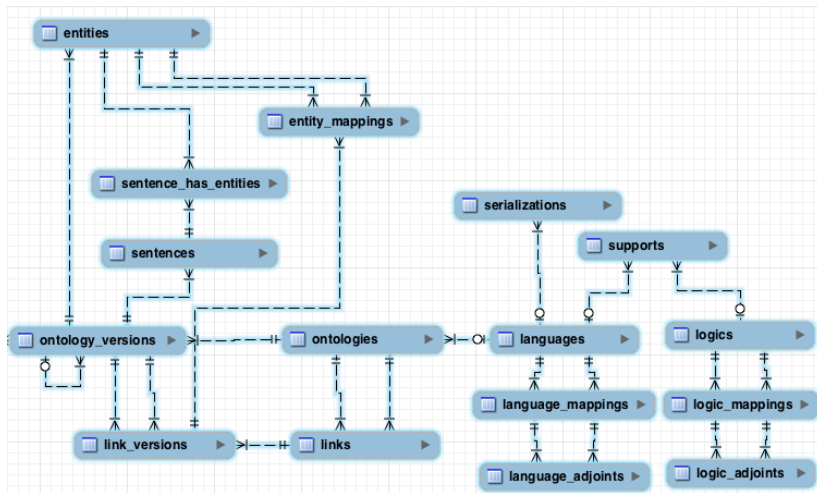 entities
entity_mappings
sentence_has_entities
serializations
sentences
supports
ontology_versions
ontologies
languages
logics
language_mappings
logic_mappings
link_versions
links
language_adjoints
logic_adjoints